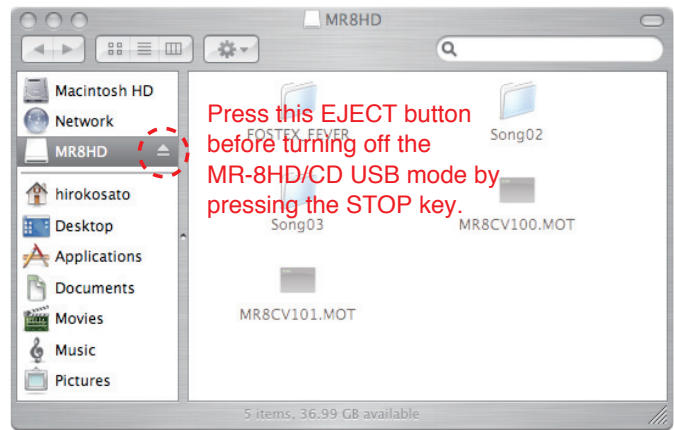 MR8HD
Macintosh HD
Network
MR8HD
hirokosato
Desktop
Applications
Documents
Movies
Music
Pictures
Press this EJECT button
before turning off the
MR-8HD/CD USB mode by
pressing the STOP key.
FOSTEX FEVER
Song02
Song03
MR8CV100.MOT
MR8CV101.MOT
5 items, 36.99 GB available